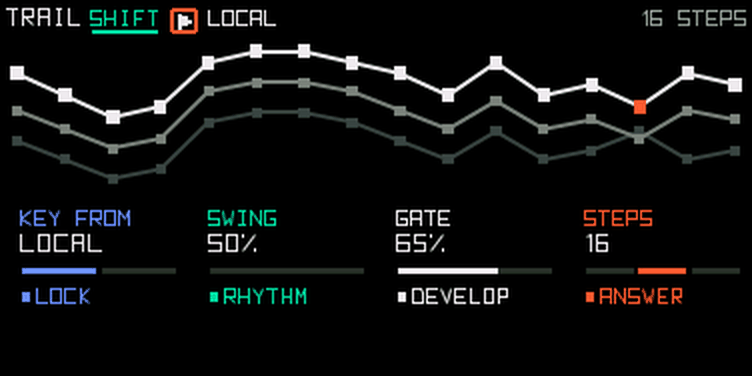 TRAIL SHIFT LOCAL 16 STEPS
KEY FROM SWING GATE STEPS
LOCAL 50% 65% 16
LOCK RHYTHM DEVELOP ANSWER